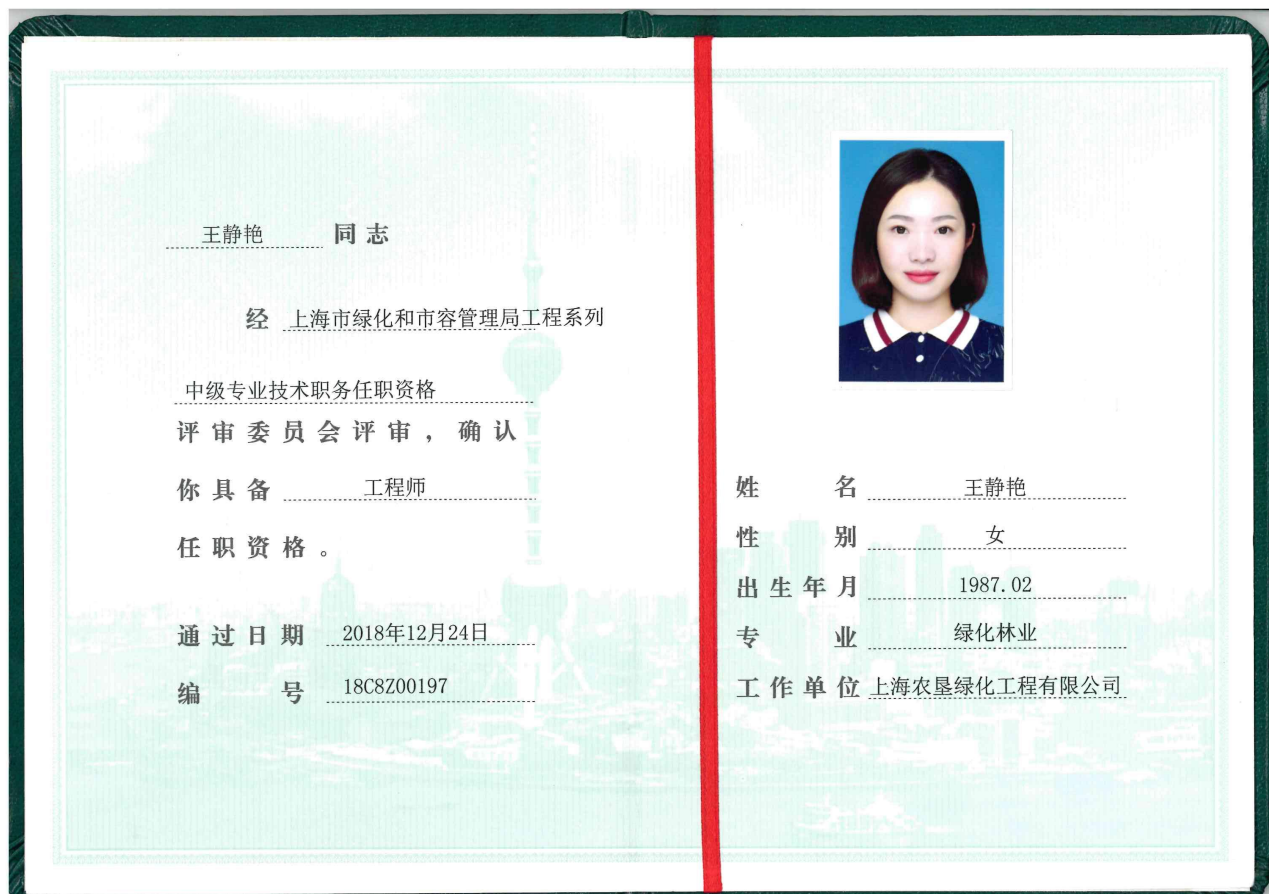 王静艳 同志
经 上海市绿化和市容管理局工程系列
中级专业技术职务任职资格
评审委员会评审，确认
你具备 工程师
任职资格。
通过日期 2018年12月24日
编号 18C8Z00197
姓名 王静艳
性别 女
出生年月 1987.02
专业 绿化林业
工作单位 上海农垦绿化工程有限公司